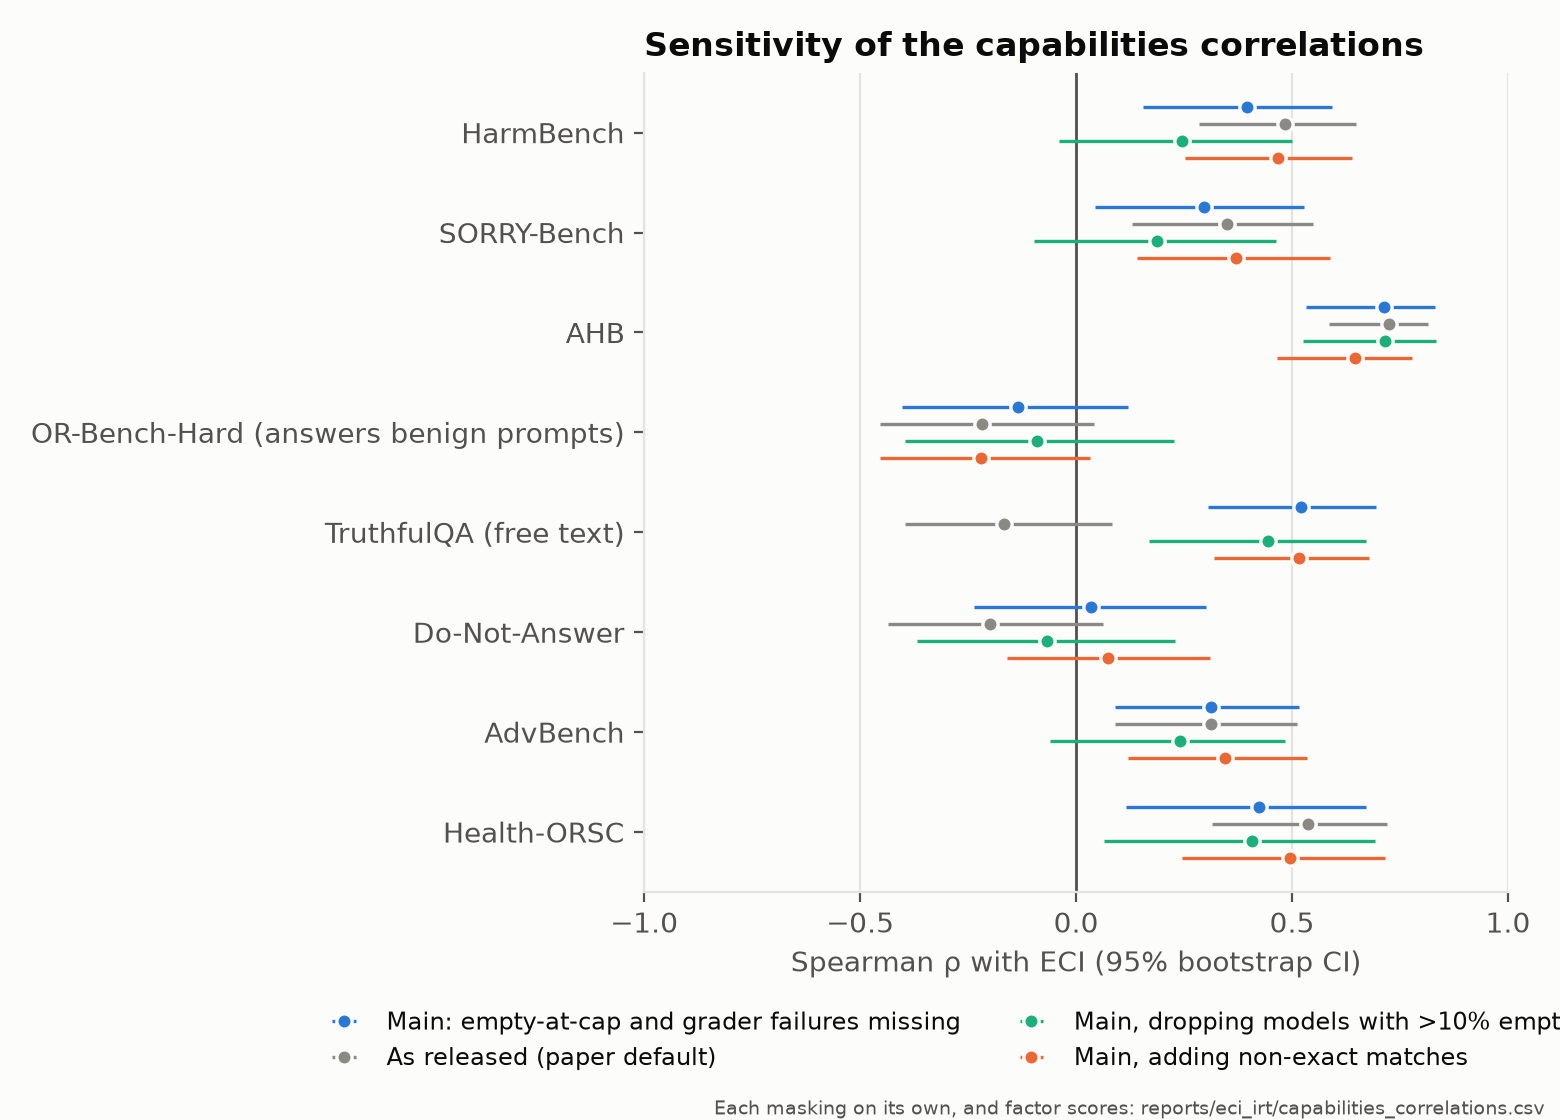 Sensitivity of the capabilities correlations
HarmBench
SORRY-Bench
AHB
OR-Bench-Hard (answers benign prompts)
TruthfulQA (free text)
Do-Not-Answer
AdvBench
Health-ORSC
−1.0 −0.5 0.0 0.5 1.0
Spearman ρ with ECI (95% bootstrap CI)
Main: empty-at-cap and grader failures missing
As released (paper default)
Main, dropping models with >10% empt
Main, adding non-exact matches
Each masking on its own, and factor scores: reports/eci_irt/capabilities_correlations.csv